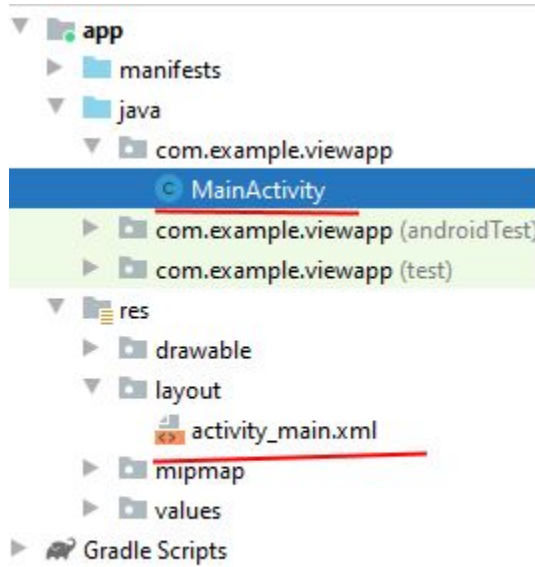 app
manifests
java
com.example.viewapp
C MainActivity
com.example.viewapp (androidTest)
com.example.viewapp (test)
res
drawable
layout
activity_main.xml
mipmap
values
Gradle Scripts